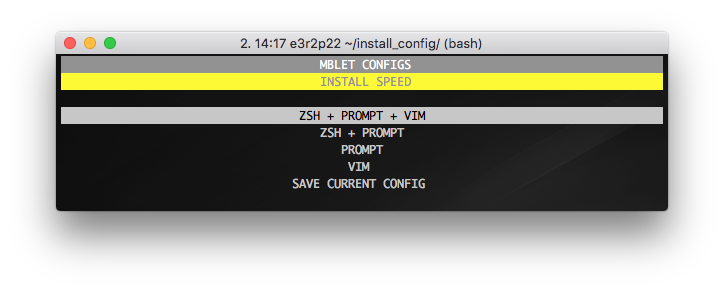 2. 14:17 e3r2p22 ~/install_config/ (bash)
MBLET CONFIGS
INSTALL SPEED
ZSH + PROMPT + VIM
ZSH + PROMPT
PROMPT
VIM
SAVE CURRENT CONFIG